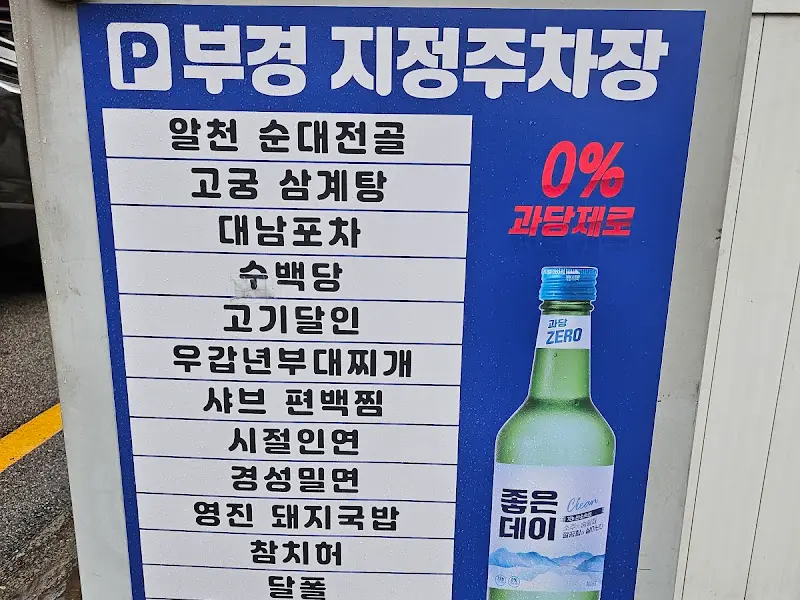 P 부경 지정주차장
알천 순대전골
고궁 삼계탕
대남포차
수백당
고기달인
우갑년부대찌개
샤브 편백찜
시절인연
경성밀면
영진 돼지국밥
참치허
달폴
0%
과당제로
과당
ZERO
좋은
데이
Clean